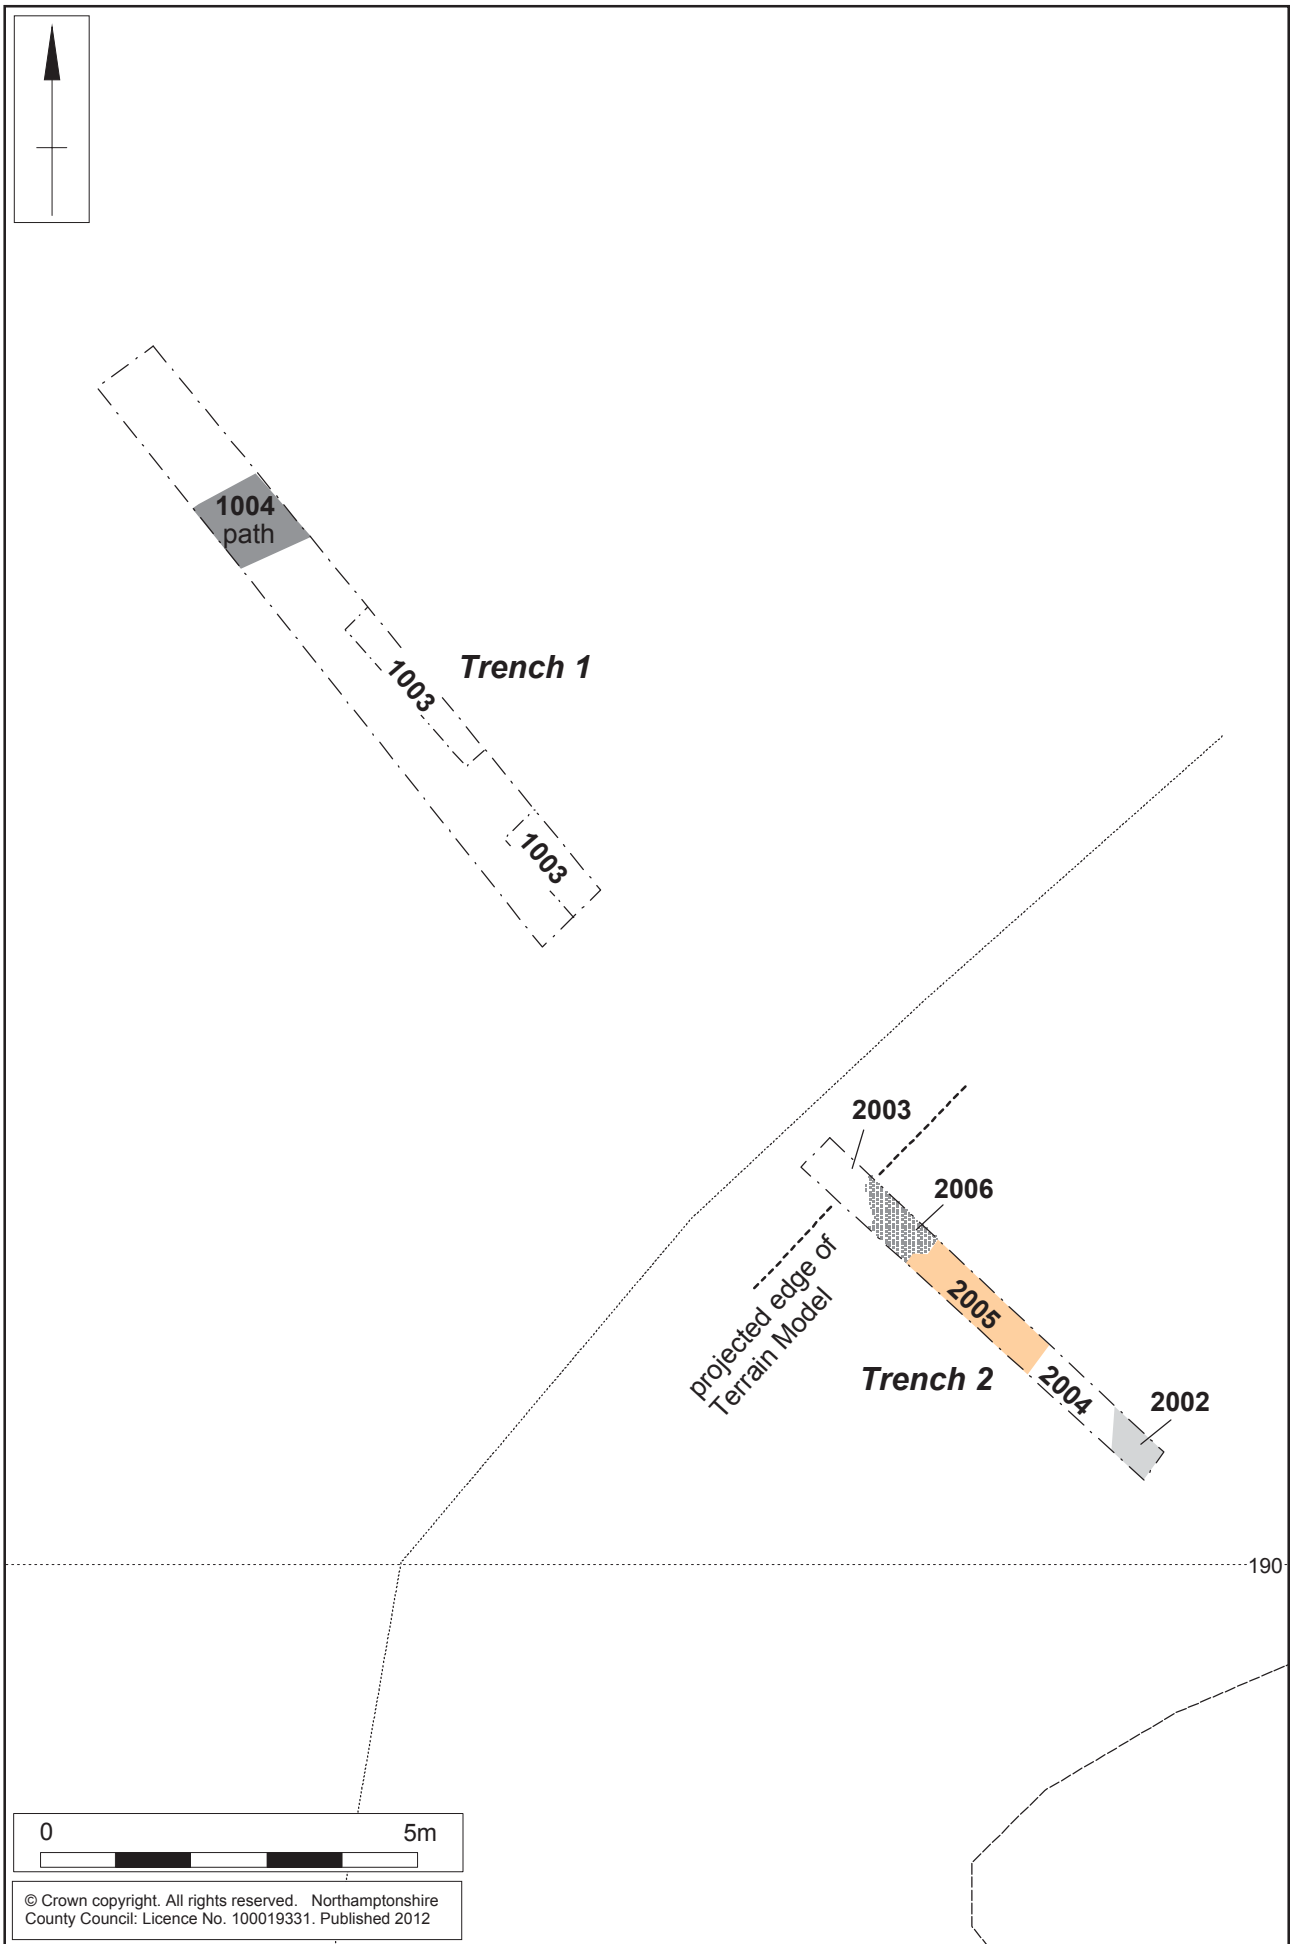 1004
path
1003
Trench 1
1003
2003
2006
projected edge of
Terrain Model
2005
Trench 2
2004
2002
190
0 5m
© Crown copyright. All rights reserved. Northamptonshire
County Council: Licence No. 100019331. Published 2012